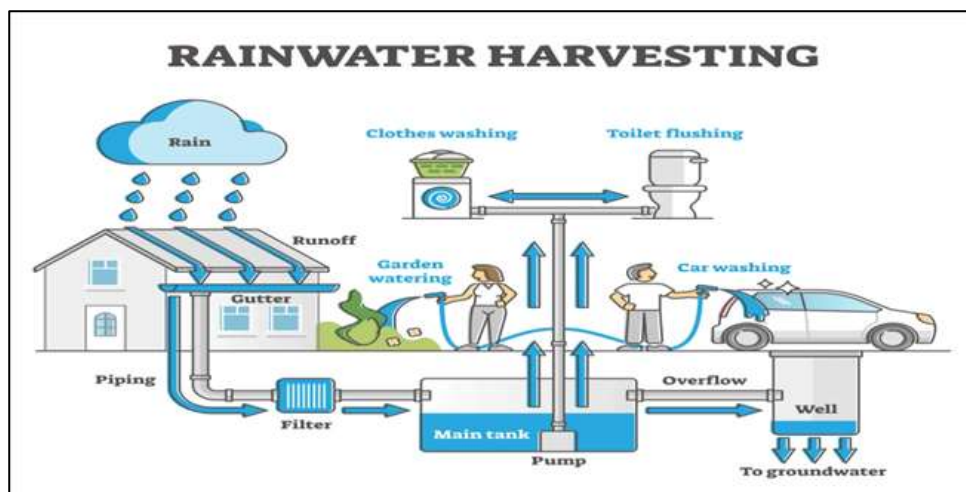 RAINWATER HARVESTING
Rain
Clothes washing
Toilet flushing
Runoff
Garden
watering
Car washing
Gutter
Piping
Filter
Main tank
Pump
Overflow
Well
To groundwater